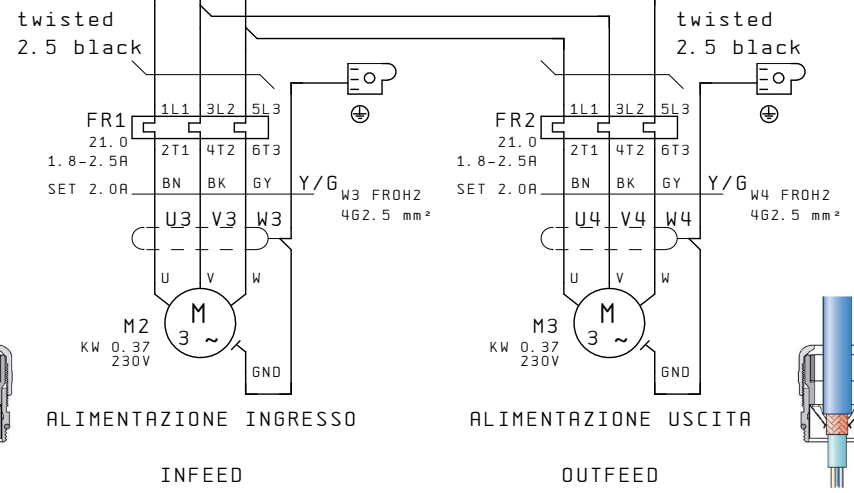 twisted
2.5 black
twisted
2.5 black
FR1
1L1 3L2 5L3
21.0
1.8-2.5A
2T1 4T2 6T3
SET 2.0A
BN BK GY Y/G
W3 FROH2
4G2.5 mm²
U3 V3 W3
U V W
M
3 ~
M2
KW 0.37
230V
GND
ALIMENTAZIONE INGRESSO
INFEED
FR2
1L1 3L2 5L3
21.0
1.8-2.5A
2T1 4T2 6T3
SET 2.0A
BN BK GY Y/G
W4 FROH2
4G2.5 mm²
U4 V4 W4
U V W
M
3 ~
M3
KW 0.37
230V
GND
ALIMENTAZIONE USCITA
OUTFEED